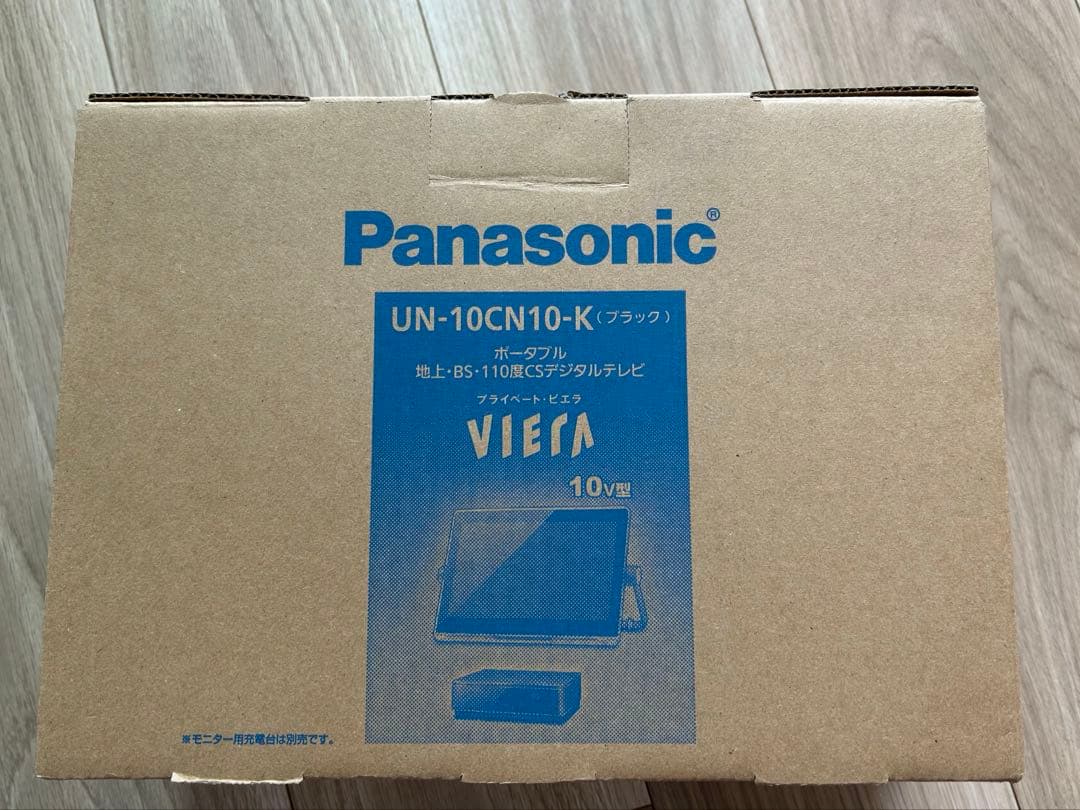 Panasonic®
UN-10CN10-K(ブラック)
ポータブル
地上・BS・110度CSデジタルテレビ
プライベート・ビエラ
VIErA
10V型
※モニター用充電台は別売です。